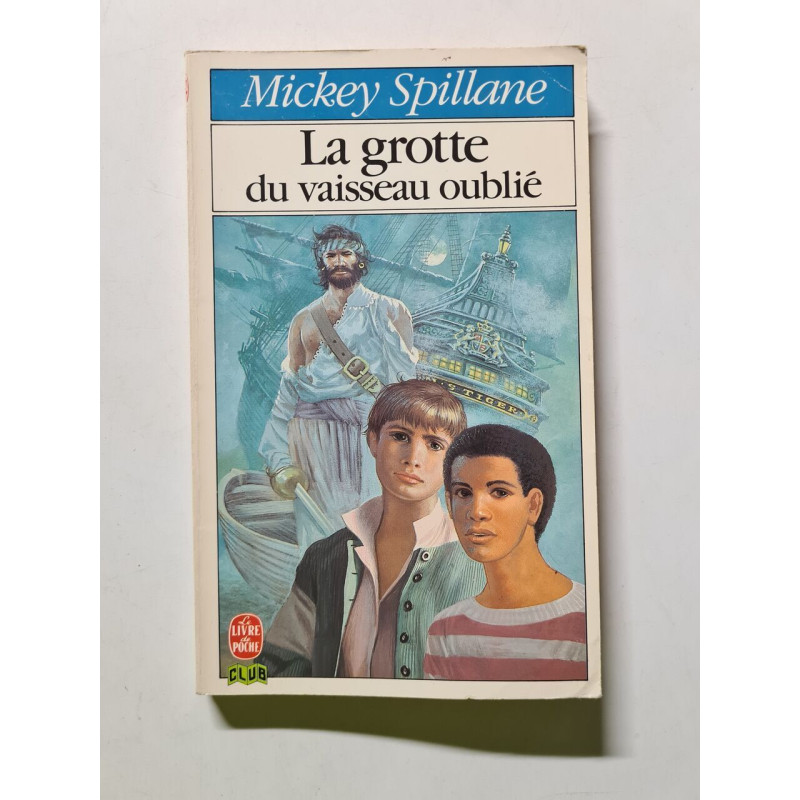 Mickey Spillane
La grotte
du vaisseau oublié
TIGER
Le
LIVRE
de
POCHE
CLUB